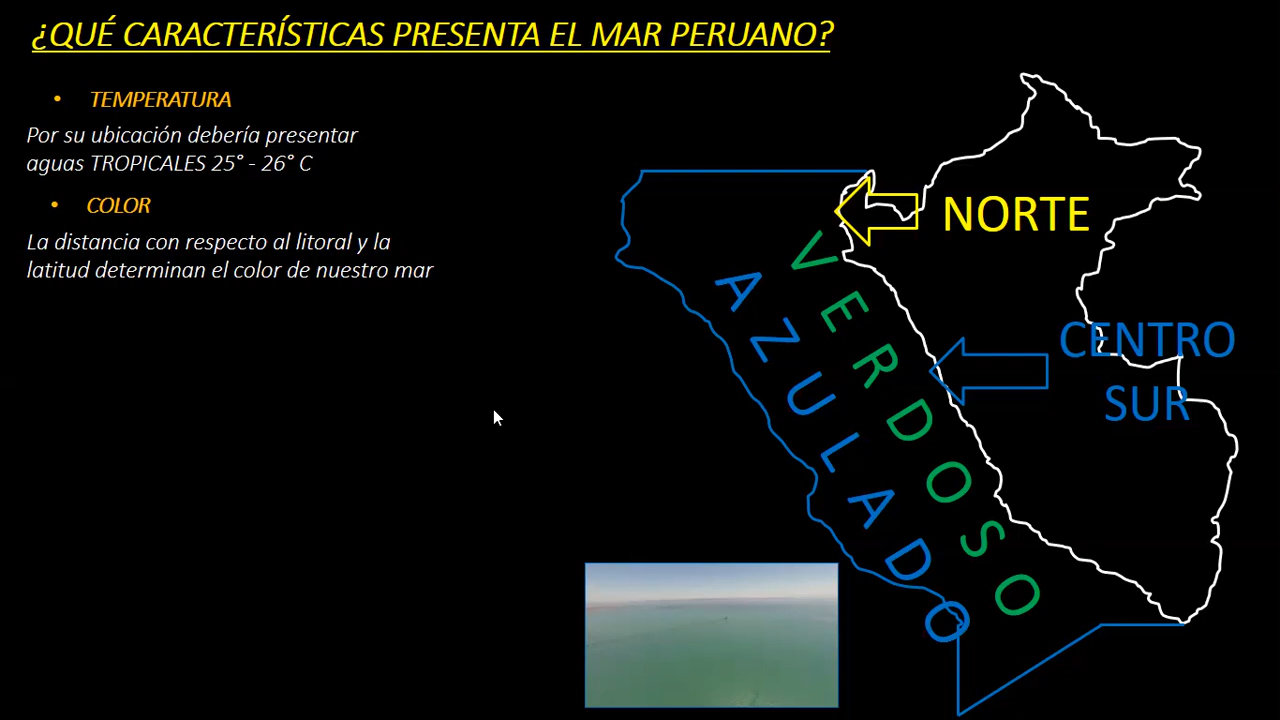 ¿QUÉ CARACTERÍSTICAS PRESENTA EL MAR PERUANO?
• TEMPERATURA
Por su ubicación debería presentar
aguas TROPICALES 25° - 26° C
• COLOR
La distancia con respecto al litoral y la
latitud determinan el color de nuestro mar
NORTE
CENTRO
SUR
VERDOSO
AZULADO